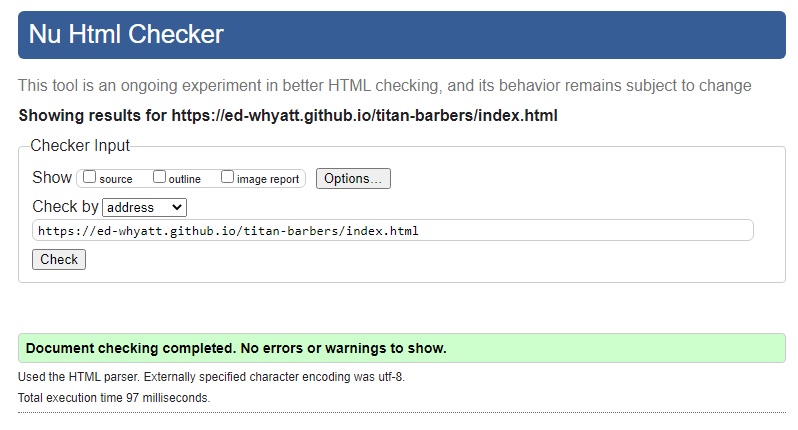 Nu Html Checker
This tool is an ongoing experiment in better HTML checking, and its behavior remains subject to change
Showing results for https://ed-whyatt.github.io/titan-barbers/index.html
Checker Input
Show source outline image report Options...
Check by address
https://ed-whyatt.github.io/titan-barbers/index.html
Check
Document checking completed. No errors or warnings to show.
Used the HTML parser. Externally specified character encoding was utf-8.
Total execution time 97 milliseconds.